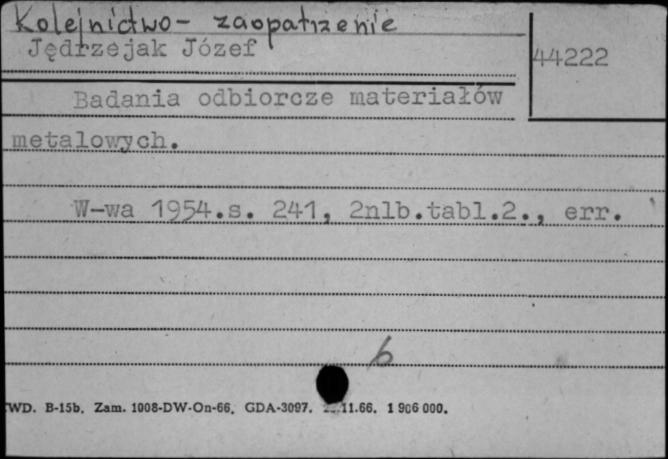 Kolejnictwo - zaopatrzenie
Jędrzejak Józef
44222
Badania odbiorcze materiałów
metalowych.
W-wa 1954.s. 241, 2nlb.tabl.2., err.
b
WD. B-15b. Zam. 1008-DW-On-66. GDA-3097. 11.66. 1 906 000.